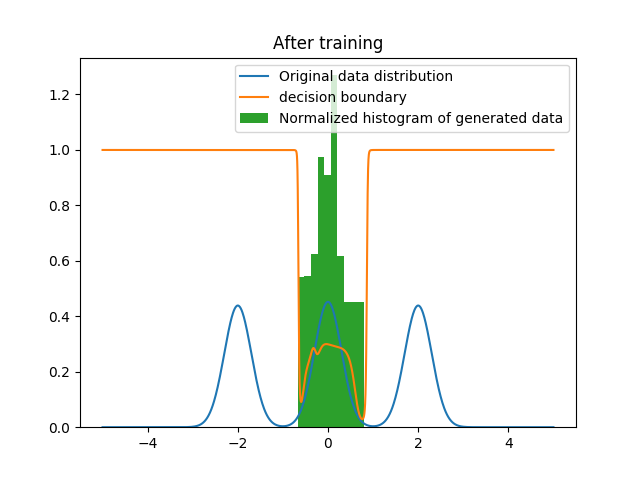 After training
Original data distribution
decision boundary
Normalized histogram of generated data
1.2
1.0
0.8
0.6
0.4
0.2
0.0
−4 −2 0 2 4